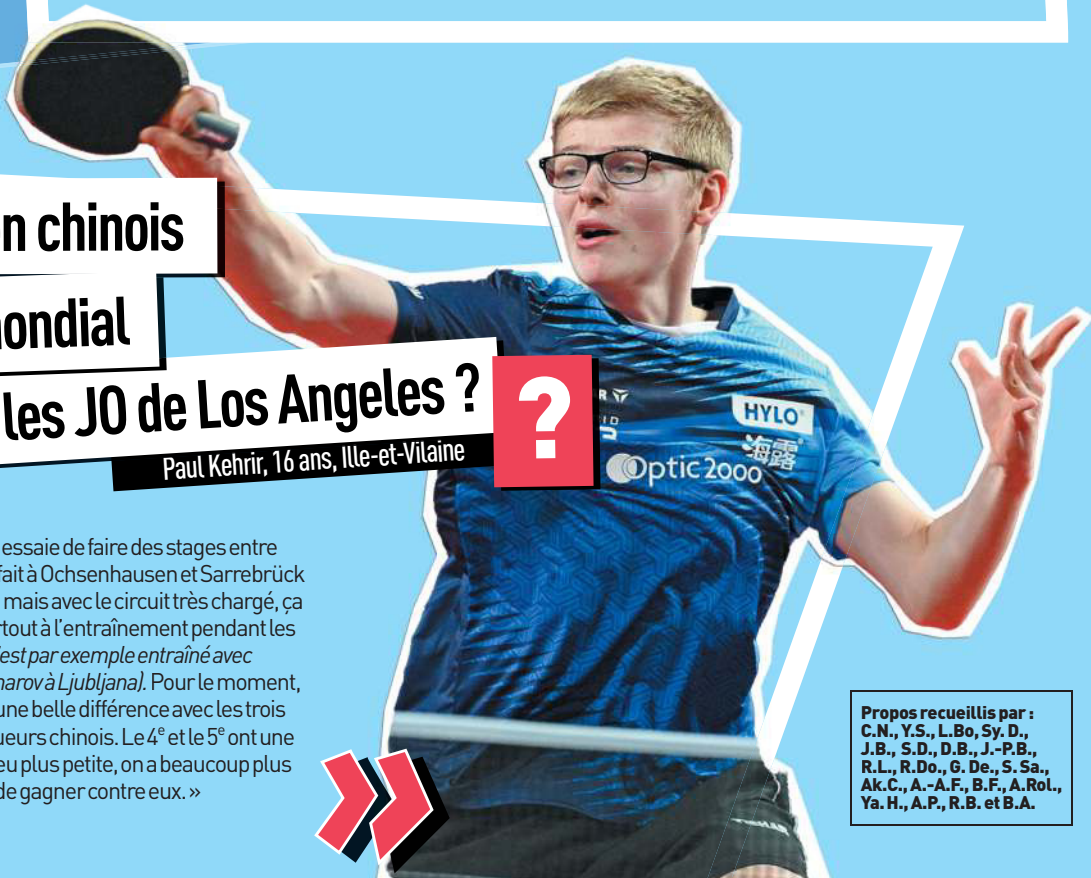 n chinois
ondial
les JO de Los Angeles ?
?
Paul Kehrir, 16 ans, Ille-et-Vilaine
essaie de faire des stages entre
fait à Ochsenhausen et Sarrebrück
mais avec le circuit très chargé, ça
rtout à l'entraînement pendant les
'est par exemple entraîné avec
harov à Ljubljana). Pour le moment,
une belle différence avec les trois
ueurs chinois. Le 4e et le 5e ont une
eu plus petite, on a beaucoup plus
de gagner contre eux. »
HYLO
海露
Optic 2000
Propos recueillis par :
C.N., Y.S., L.Bo, Sy. D.,
J.B., S.D., D.B., J.-P.B.,
R.L., R.Do., G. De., S. Sa.,
Ak.C., A.-A.F., B.F., A.Rol.,
Ya. H., A.P., R.B. et B.A.